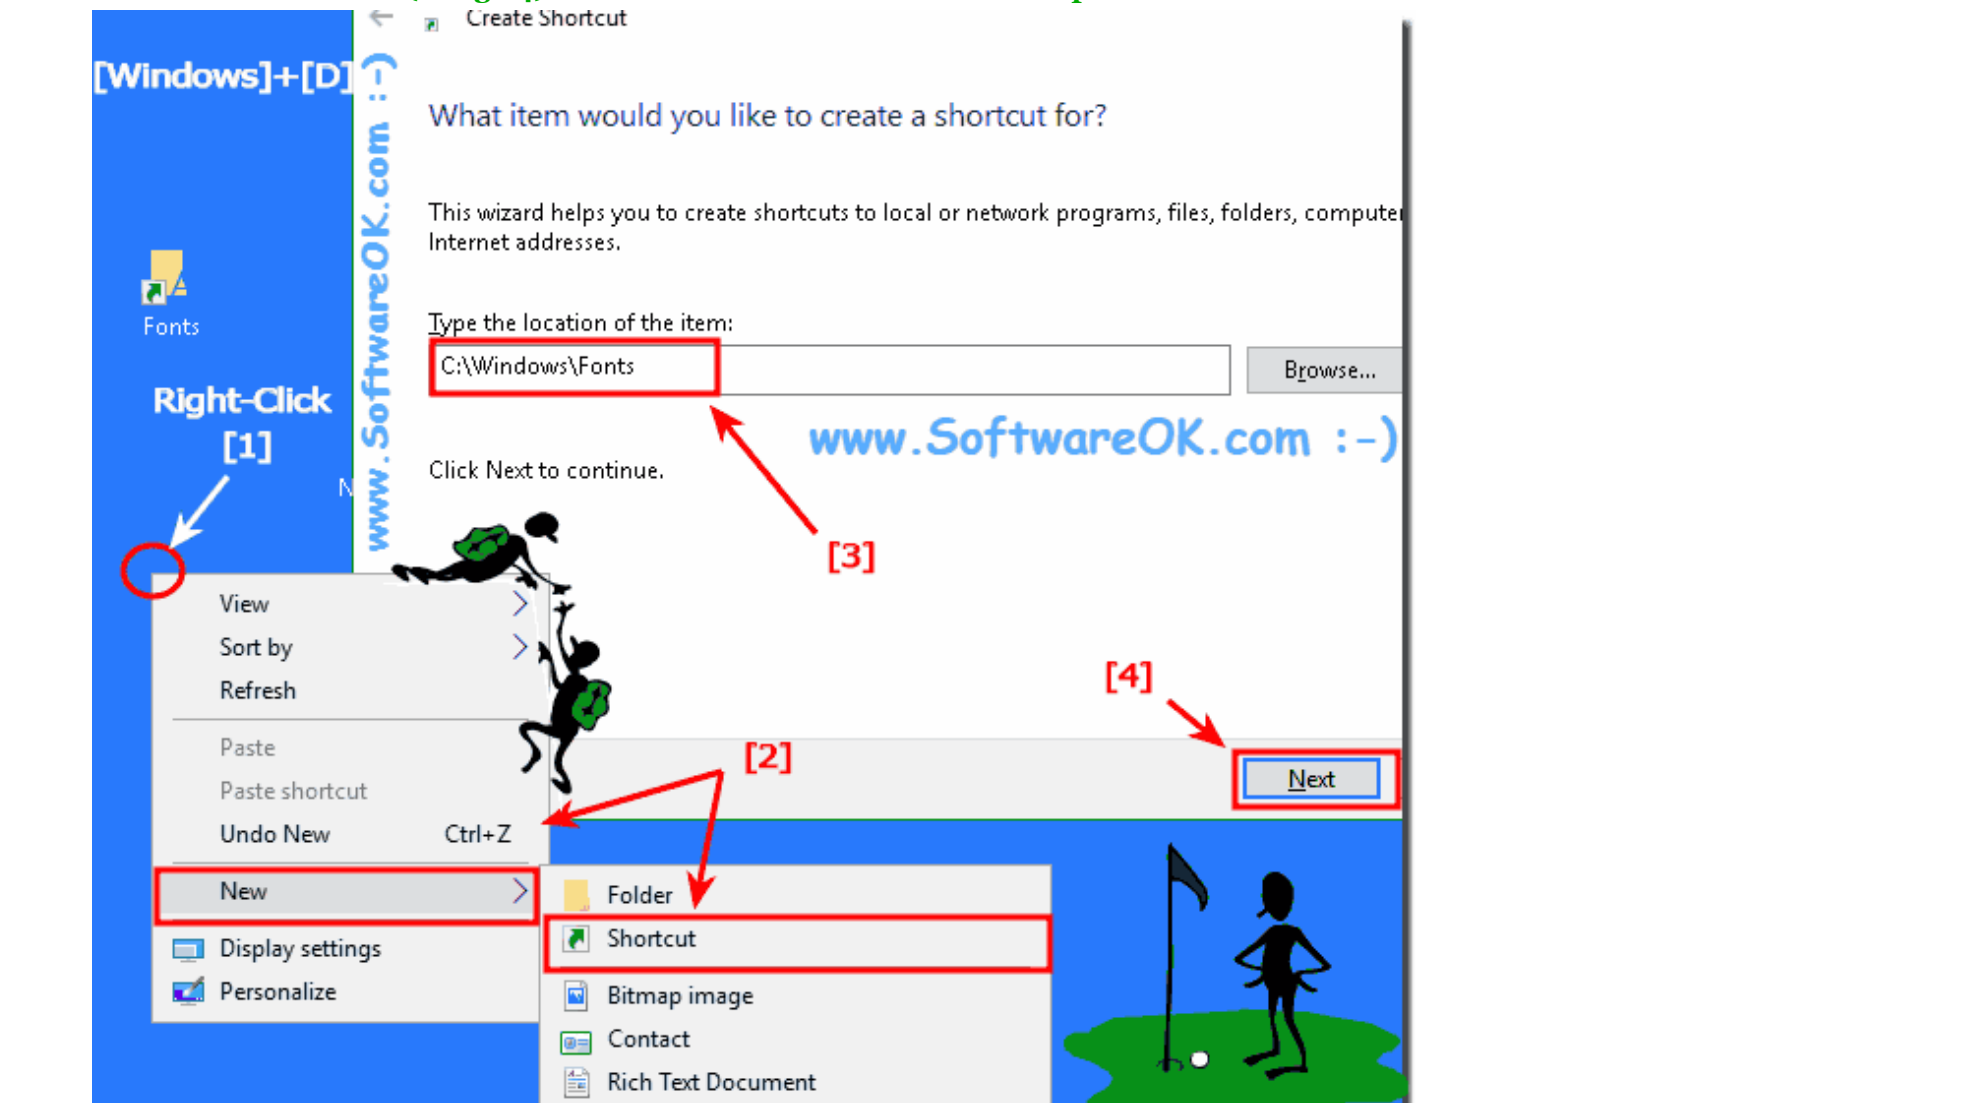 Create Shortcut
[Windows]+[D]
www.SoftwareOK.com :-)
What item would you like to create a shortcut for?
This wizard helps you to create shortcuts to local or network programs, files, folders, computer
Internet addresses.
Fonts
Type the location of the item:
C:\Windows\Fonts
Browse...
Right-Click
[1]
www.SoftwareOK.com :-)
Click Next to continue.
N
[3]
View
Sort by
Refresh
[4]
Paste
[2]
Next
Paste shortcut
Undo New Ctrl+Z
New
Folder
Shortcut
Display settings
Personalize
Bitmap image
Contact
Rich Text Document